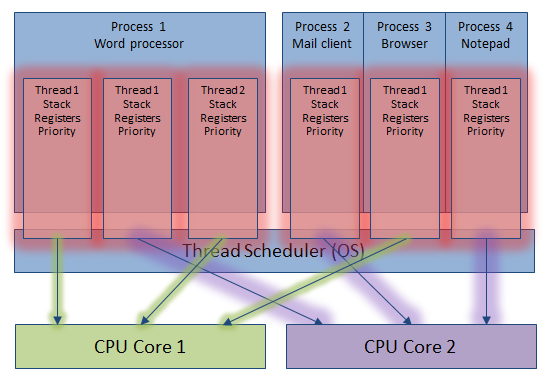 Process 1
Word processor
Process 2
Mail client
Process 3
Browser
Process 4
Notepad
Thread1
Stack
Registers
Priority
Thread1
Stack
Registers
Priority
Thread2
Stack
Registers
Priority
Thread1
Stack
Registers
Priority
Thread1
Stack
Registers
Priority
Thread1
Stack
Registers
Priority
Thread Scheduler (OS)
CPU Core 1
CPU Core 2